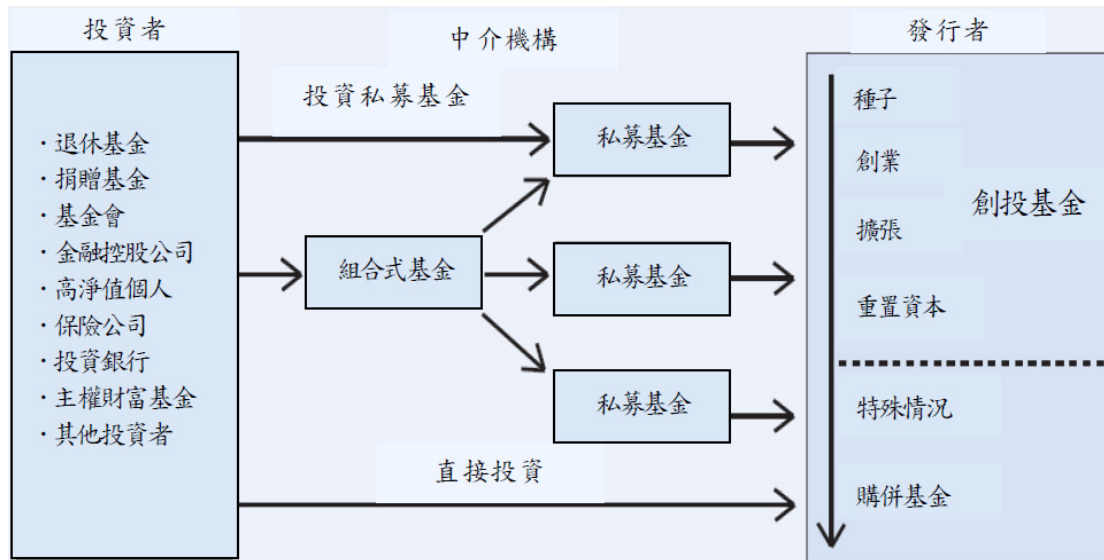 投資者
中介機構
發行者
投資私募基金
・退休基金
・捐贈基金
・基金會
・金融控股公司
・高淨值個人
・保險公司
・投資銀行
・主權財富基金
・其他投資者
組合式基金
私募基金
私募基金
私募基金
直接投資
種子
創業
擴張
重置資本
創投基金
特殊情況
購併基金